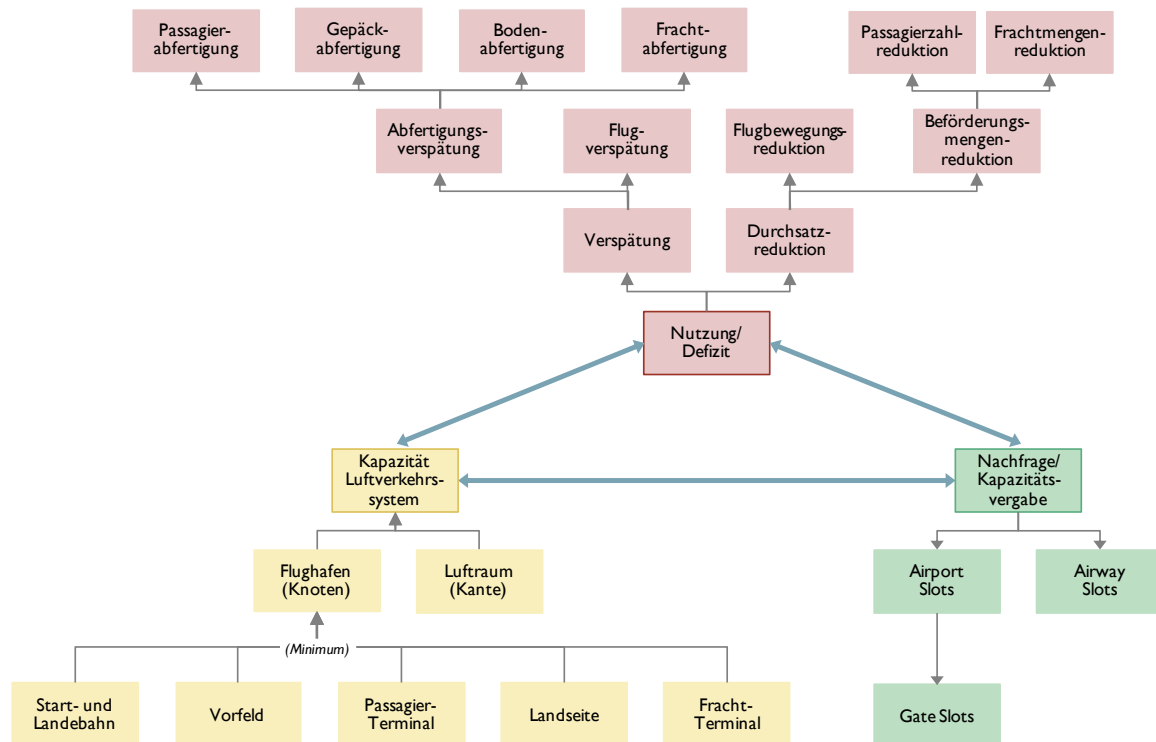 Passagier-
abfertigung
Gepäck-
abfertigung
Boden-
abfertigung
Fracht-
abfertigung
Passagierzahl-
reduktion
Frachtmengen-
reduktion
Abfertigungs-
verspätung
Flug-
verspätung
Flugbewegungs-
reduktion
Beförderungs-
mengen-
reduktion
Verspätung
Durchsatz-
reduktion
Nutzung/
Defizit
Kapazität
Luftverkehrs-
system
Nachfrage/
Kapazitäts-
vergabe
Flughafen
(Knoten)
Luftraum
(Kante)
Airport
Slots
Airway
Slots
(Minimum)
Start- und
Landebahn
Vorfeld
Passagier-
Terminal
Landseite
Fracht-
Terminal
Gate Slots